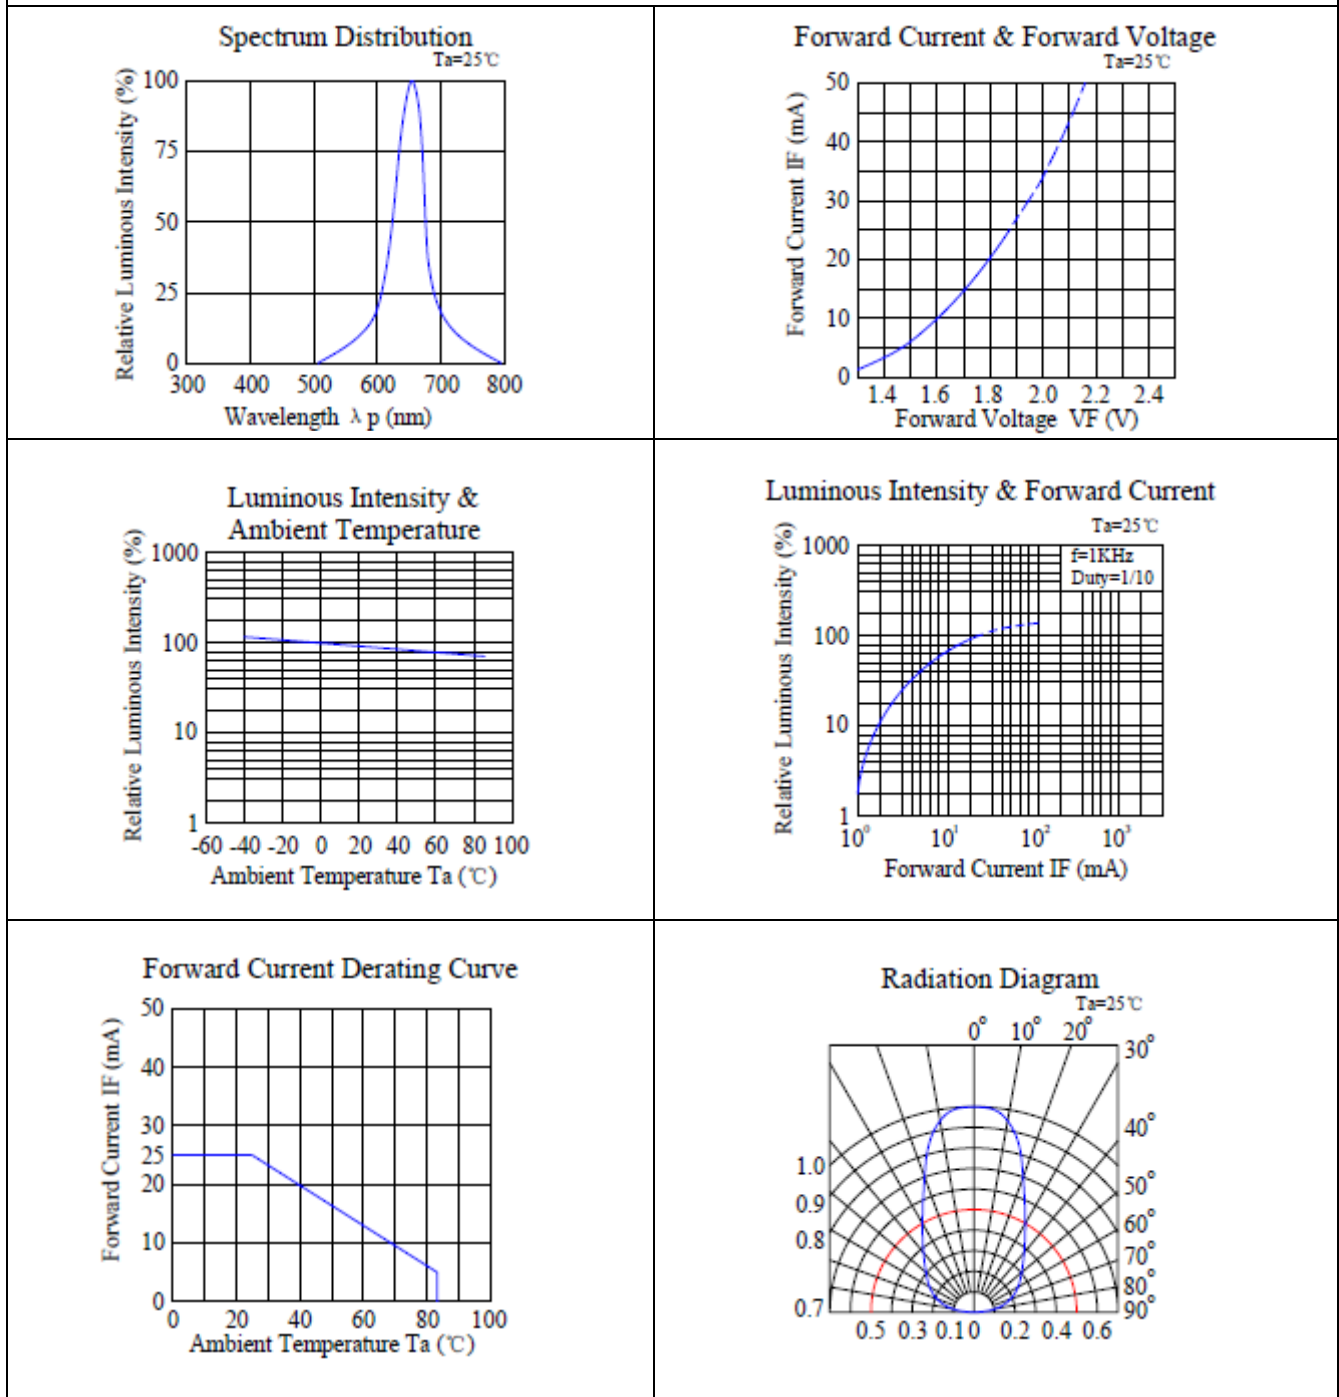 Spectrum Distribution
Ta=25℃
Relative Luminous Intensity (%)
100
75
50
25
0
300 400 500 600 700 800
Wavelength λp (nm)
Forward Current & Forward Voltage
Ta=25℃
Forward Current IF (mA)
50
40
30
20
10
0
1.4 1.6 1.8 2.0 2.2 2.4
Forward Voltage VF (V)
Luminous Intensity &
Ambient Temperature
Relative Luminous Intensity (%)
1000
100
10
1
-60 -40 -20 0 20 40 60 80 100
Ambient Temperature Ta (℃)
Luminous Intensity & Forward Current
Ta=25℃
f=1KHz
Duty=1/10
Relative Luminous Intensity (%)
1000
100
10
1
10⁰ 10¹ 10² 10³
Forward Current IF (mA)
Forward Current Derating Curve
Forward Current IF (mA)
50
40
30
25
20
10
0
0 20 40 60 80 100
Ambient Temperature Ta (℃)
Radiation Diagram
Ta=25℃
0° 10° 20°
30°
40°
50°
60°
70°
80°
90°
1.0
0.9
0.8
0.7
0.5 0.3 0.1 0 0.2 0.4 0.6